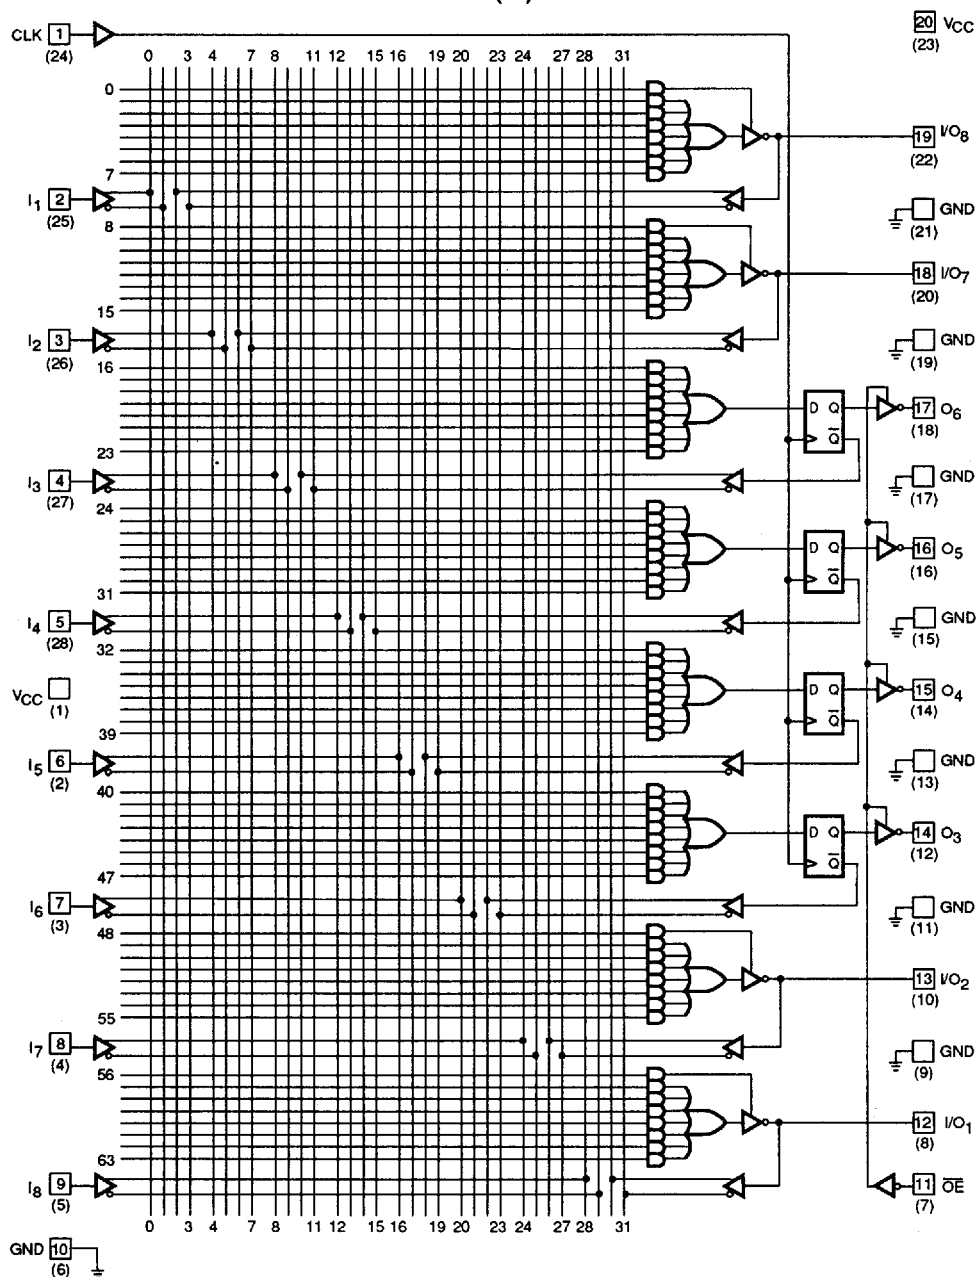 20 VCC
(23)
CLK 1
(24)
0 3 4 7 8 11 12 15 16 19 20 23 24 27 28 31
0
19 I/O8
(22)
7
I1 2
(25)
GND
(21)
8
18 I/O7
(20)
15
I2 3
(26)
GND
(19)
16
D Q
Q
17 O6
(18)
23
I3 4
(27)
GND
(17)
24
D Q
Q
16 O5
(16)
31
I4 5
(28)
GND
(15)
32
VCC
(1)
D Q
Q
15 O4
(14)
39
I5 6
(2)
GND
(13)
40
D Q
Q
14 O3
(12)
47
I6 7
(3)
GND
(11)
48
13 I/O2
(10)
55
I7 8
(4)
GND
(9)
56
12 I/O1
(8)
63
I8 9
(5)
11 OE
(7)
0 3 4 7 8 11 12 15 16 19 20 23 24 27 28 31
GND 10
(6)